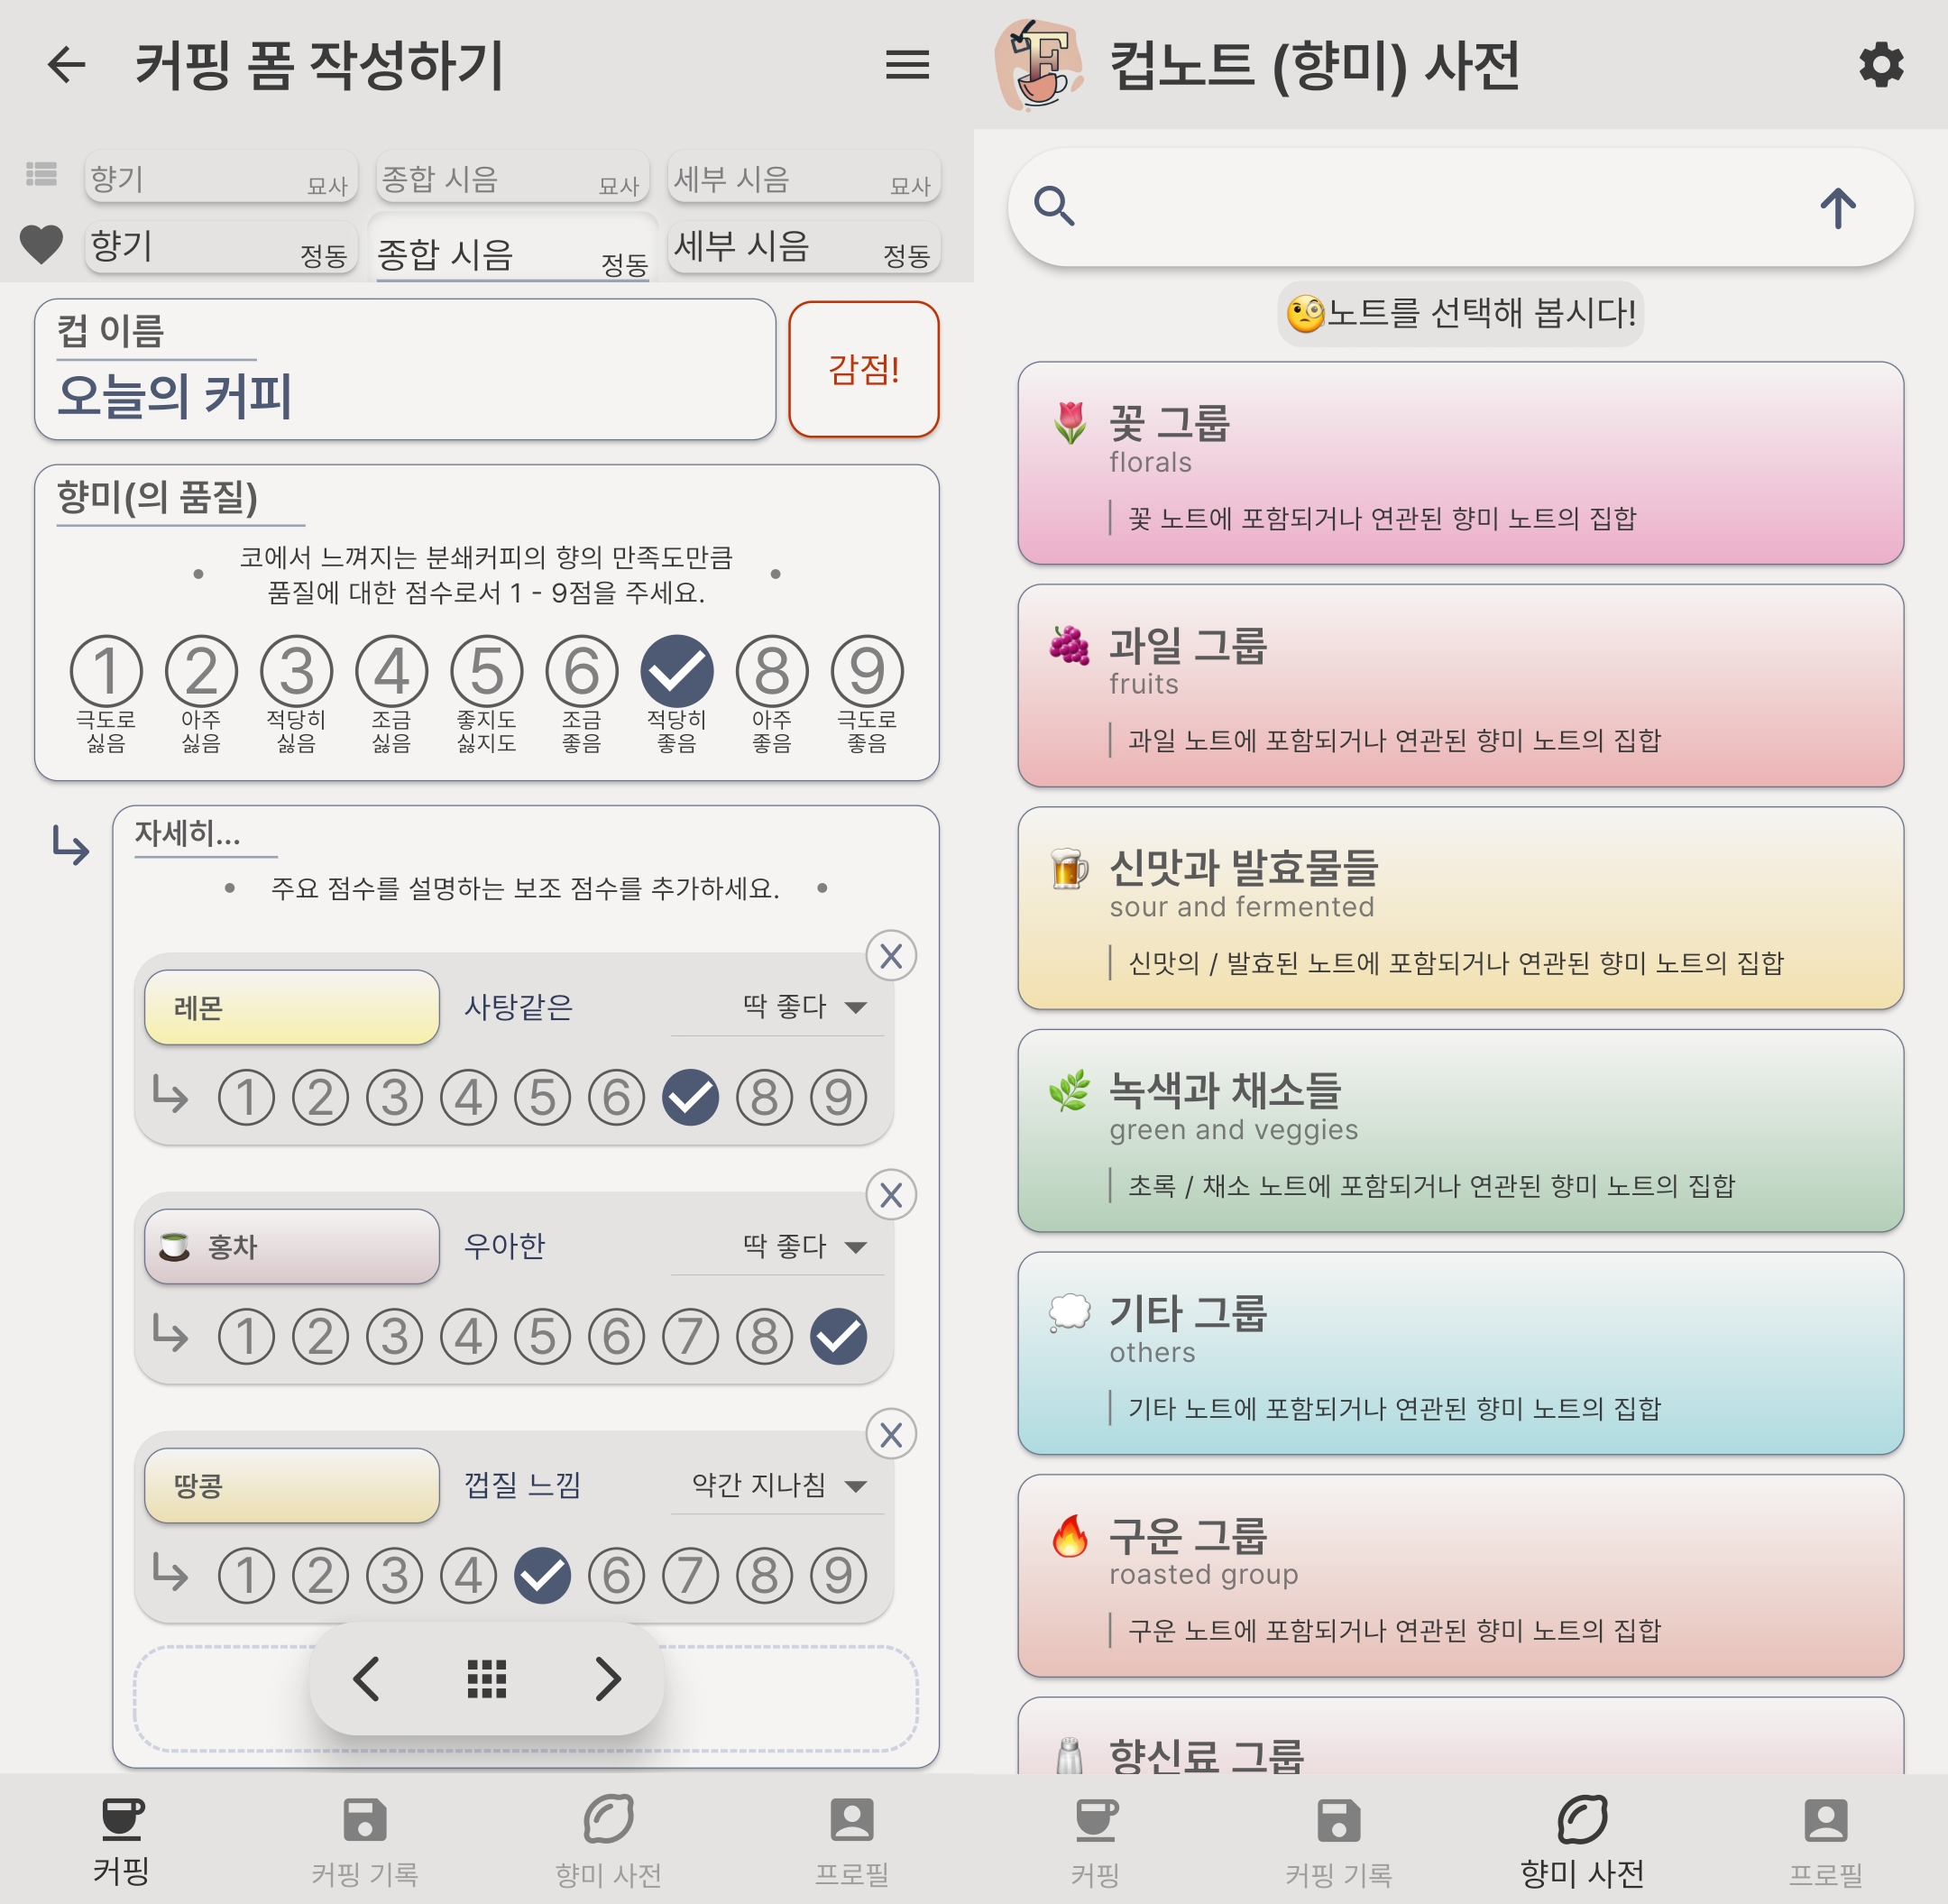 커핑 폼 작성하기
향기 묘사
종합 시음 묘사
세부 시음 묘사
향기 정동
종합 시음 정동
세부 시음 정동
컵 이름
오늘의 커피
감점!
향미(의 품질)
코에서 느껴지는 분쇄커피의 향의 만족도만큼
품질에 대한 점수로서 1 - 9점을 주세요.
1 2 3 4 5 6 8 9
극도로 싫음
아주 싫음
적당히 싫음
조금 싫음
좋지도 싫지도
조금 좋음
적당히 좋음
아주 좋음
극도로 좋음
자세히...
주요 점수를 설명하는 보조 점수를 추가하세요.
X
레몬 사탕같은 딱 좋다
1 2 3 4 5 6 8 9
X
홍차 우아한 딱 좋다
1 2 3 4 5 6 7 8
X
땅콩 껍질 느낌 약간 지나침
1 2 3 4 6 7 8 9
커핑 커핑 기록 향미 사전 프로필
F
컵노트 (향미) 사전
노트를 선택해 봅시다!
꽃 그룹
florals
꽃 노트에 포함되거나 연관된 향미 노트의 집합
과일 그룹
fruits
과일 노트에 포함되거나 연관된 향미 노트의 집합
신맛과 발효물들
sour and fermented
신맛의 / 발효된 노트에 포함되거나 연관된 향미 노트의 집합
녹색과 채소들
green and veggies
초록 / 채소 노트에 포함되거나 연관된 향미 노트의 집합
기타 그룹
others
기타 노트에 포함되거나 연관된 향미 노트의 집합
구운 그룹
roasted group
구운 노트에 포함되거나 연관된 향미 노트의 집합
향신료 그룹
커핑 커핑 기록 향미 사전 프로필